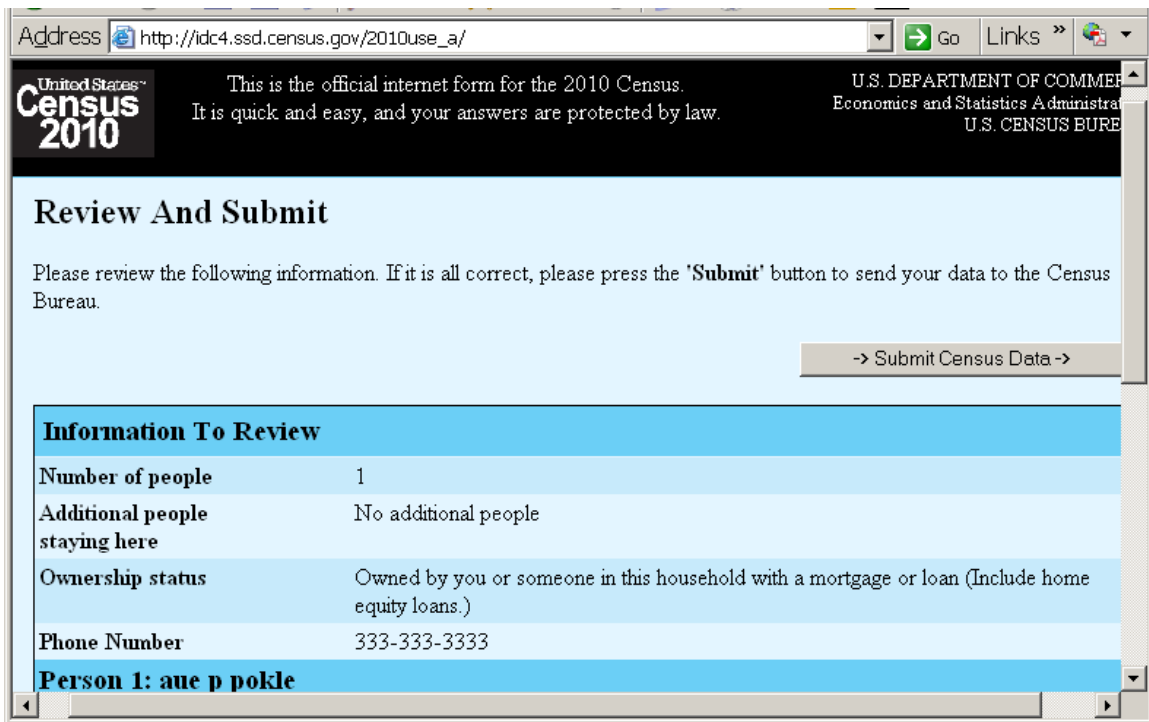 Address http://idc4.ssd.census.gov/2010use_a/ Go Links »
United States™
Census
2010
This is the official internet form for the 2010 Census.
It is quick and easy, and your answers are protected by law.
U.S. DEPARTMENT OF COMMER
Economics and Statistics Administrat
U.S. CENSUS BURE
Review And Submit
Please review the following information. If it is all correct, please press the 'Submit' button to send your data to the Census
Bureau.
-> Submit Census Data ->
Information To Review
Number of people 1
Additional people No additional people
staying here
Ownership status Owned by you or someone in this household with a mortgage or loan (Include home
equity loans.)
Phone Number 333-333-3333
Person 1: aue p pokle